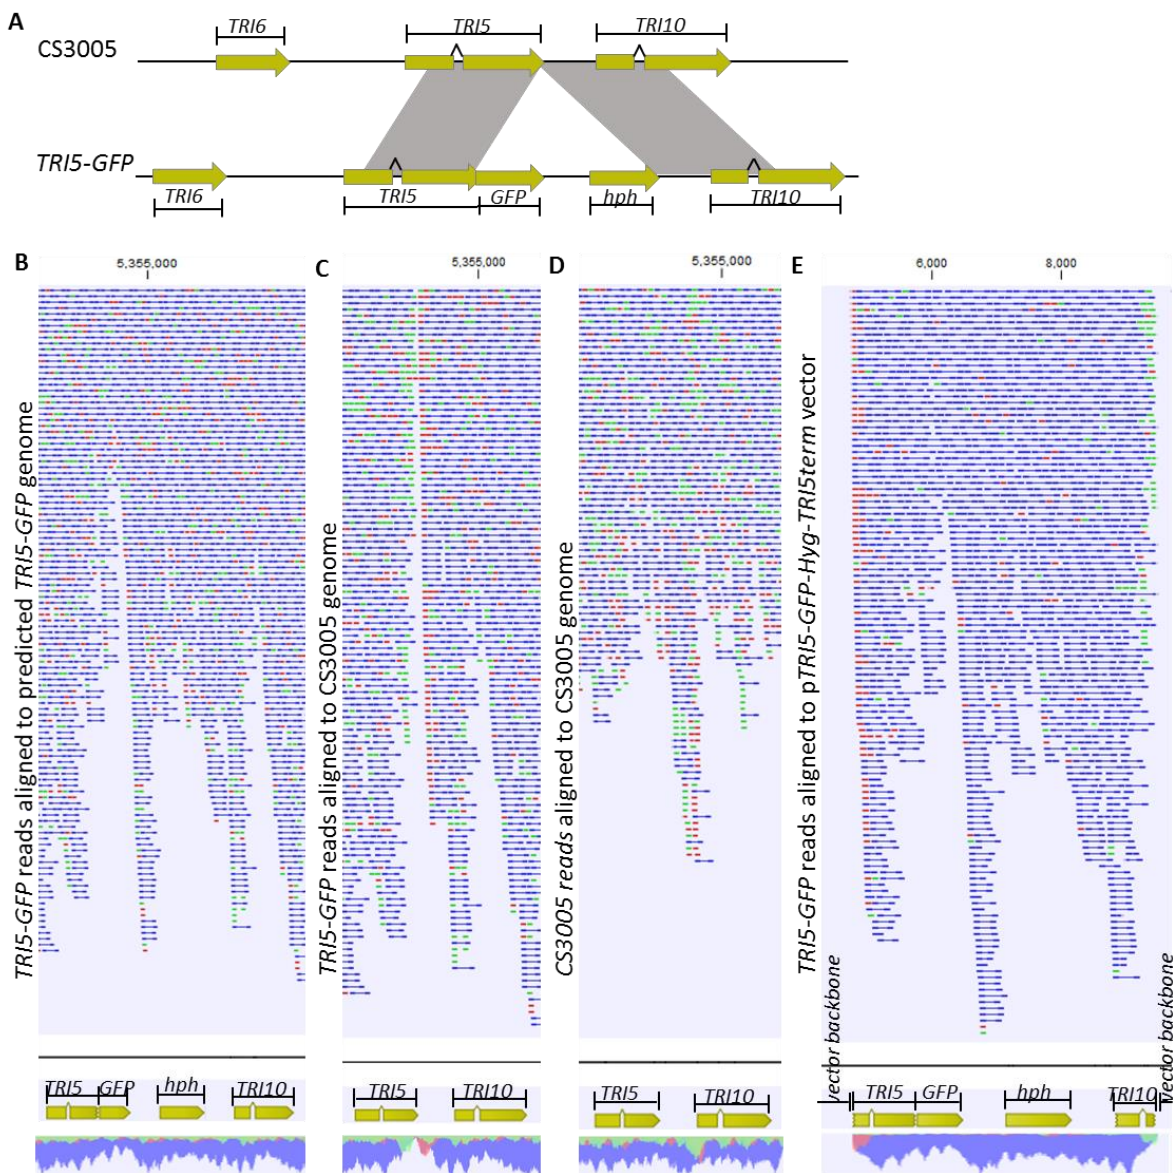 A
TRI6
TRI5
TRI10
CS3005
TRI5-GFP
TRI6
TRI5
GFP
hph
TRI10
B
5,355,000
TRI5-GFP reads aligned to predicted TRI5-GFP genome
TRI5
GFP
hph
TRI10
C
5,355,000
TRI5-GFP reads aligned to CS3005 genome
TRI5
TRI10
D
5,355,000
CS3005 reads aligned to CS3005 genome
TRI5
TRI10
E
6,000
8,000
TRI5-GFP reads aligned to pTRI5-GFP-Hyg-TRI5term vector
vector backbone
TRI5
GFP
hph
TRI10
vector backbone